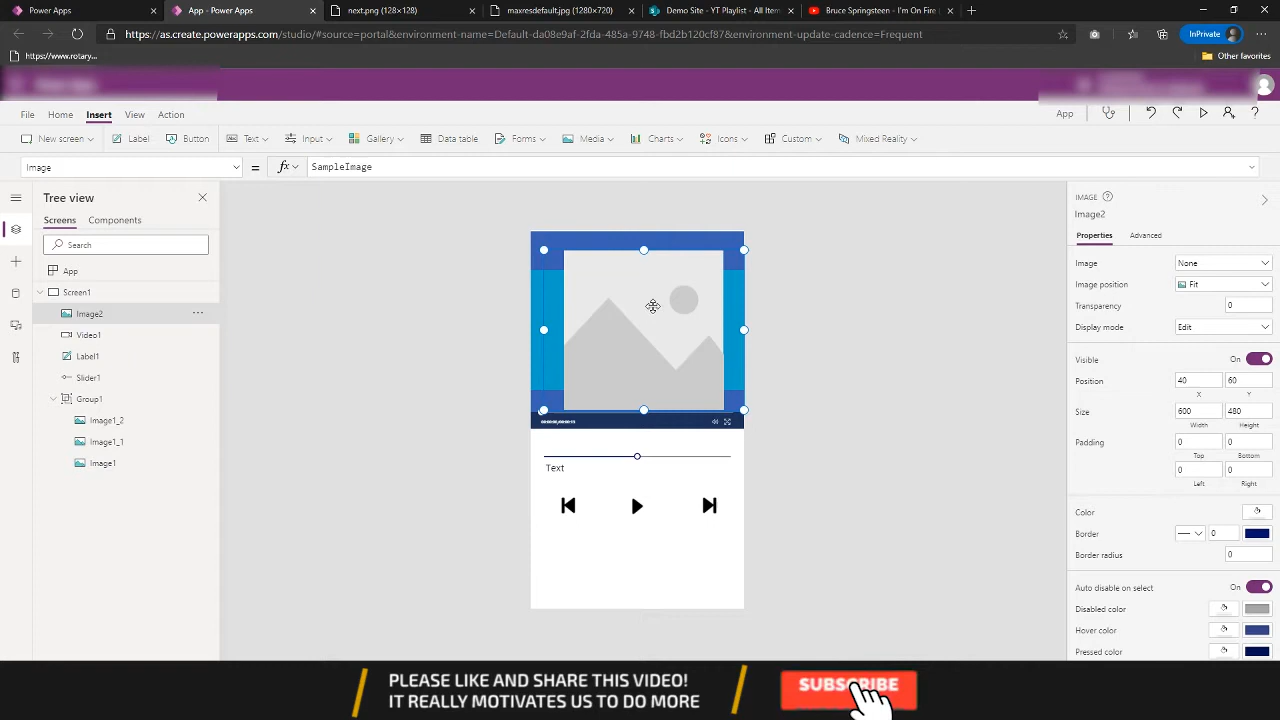 Power Apps
App - Power Apps
next.png (128×128)
maxresdefault.jpg (1280×720)
Demo Site - YT Playlist - All Item
Bruce Springsteen - I'm On Fire (
https://as.create.powerapps.com/studio/#source=portal&environment-name=Default-da08e9af-2fda-485a-9748-fbd2b120cf87&environment-update-cadence=Frequent
InPrivate
https://www.rotary...
Other favorites
File
Home
Insert
View
Action
App
New screen
Label
Button
Text
Input
Gallery
Data table
Forms
Media
Charts
Icons
Custom
Mixed Reality
Image
=
fx
SampleImage
Tree view
Screens
Components
Search
App
Screen1
Image2
Video1
Label1
Slider1
Group1
Image1_2
Image1_1
Image1
Text
IMAGE
Image2
Properties
Advanced
Image
None
Image position
Fit
Transparency
0
Display mode
Edit
Visible
On
Position
40
60
X
Y
Size
600
480
Width
Height
Padding
0
0
Top
Bottom
0
0
Left
Right
Color
Border
0
Border radius
0
Auto disable on select
On
Disabled color
Hover color
Pressed color
PLEASE LIKE AND SHARE THIS VIDEO!
IT REALLY MOTIVATES US TO DO MORE
SUBSCRIBE